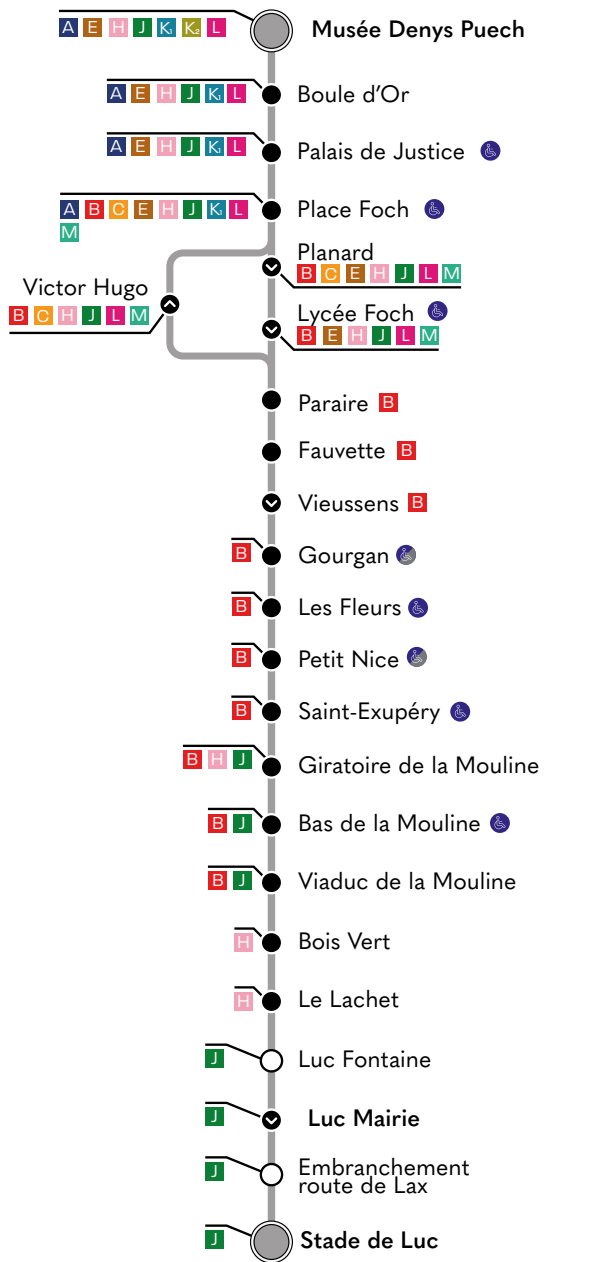 Musée Denys Puech
A E H J K1 K2 L
Boule d'Or
A E H J K1 L
Palais de Justice
A E H J K1 L
Place Foch
A B C E H J K1 L
M
Planard
B C E H J L M
Victor Hugo
B C H J L M
Lycée Foch
B E H J L M
Paraire B
Fauvette B
Vieussens B
B Gourgan
B Les Fleurs
B Petit Nice
B Saint-Exupéry
B H J Giratoire de la Mouline
B J Bas de la Mouline
B J Viaduc de la Mouline
H Bois Vert
H Le Lachet
J Luc Fontaine
J Luc Mairie
J Embranchement
route de Lax
J Stade de Luc